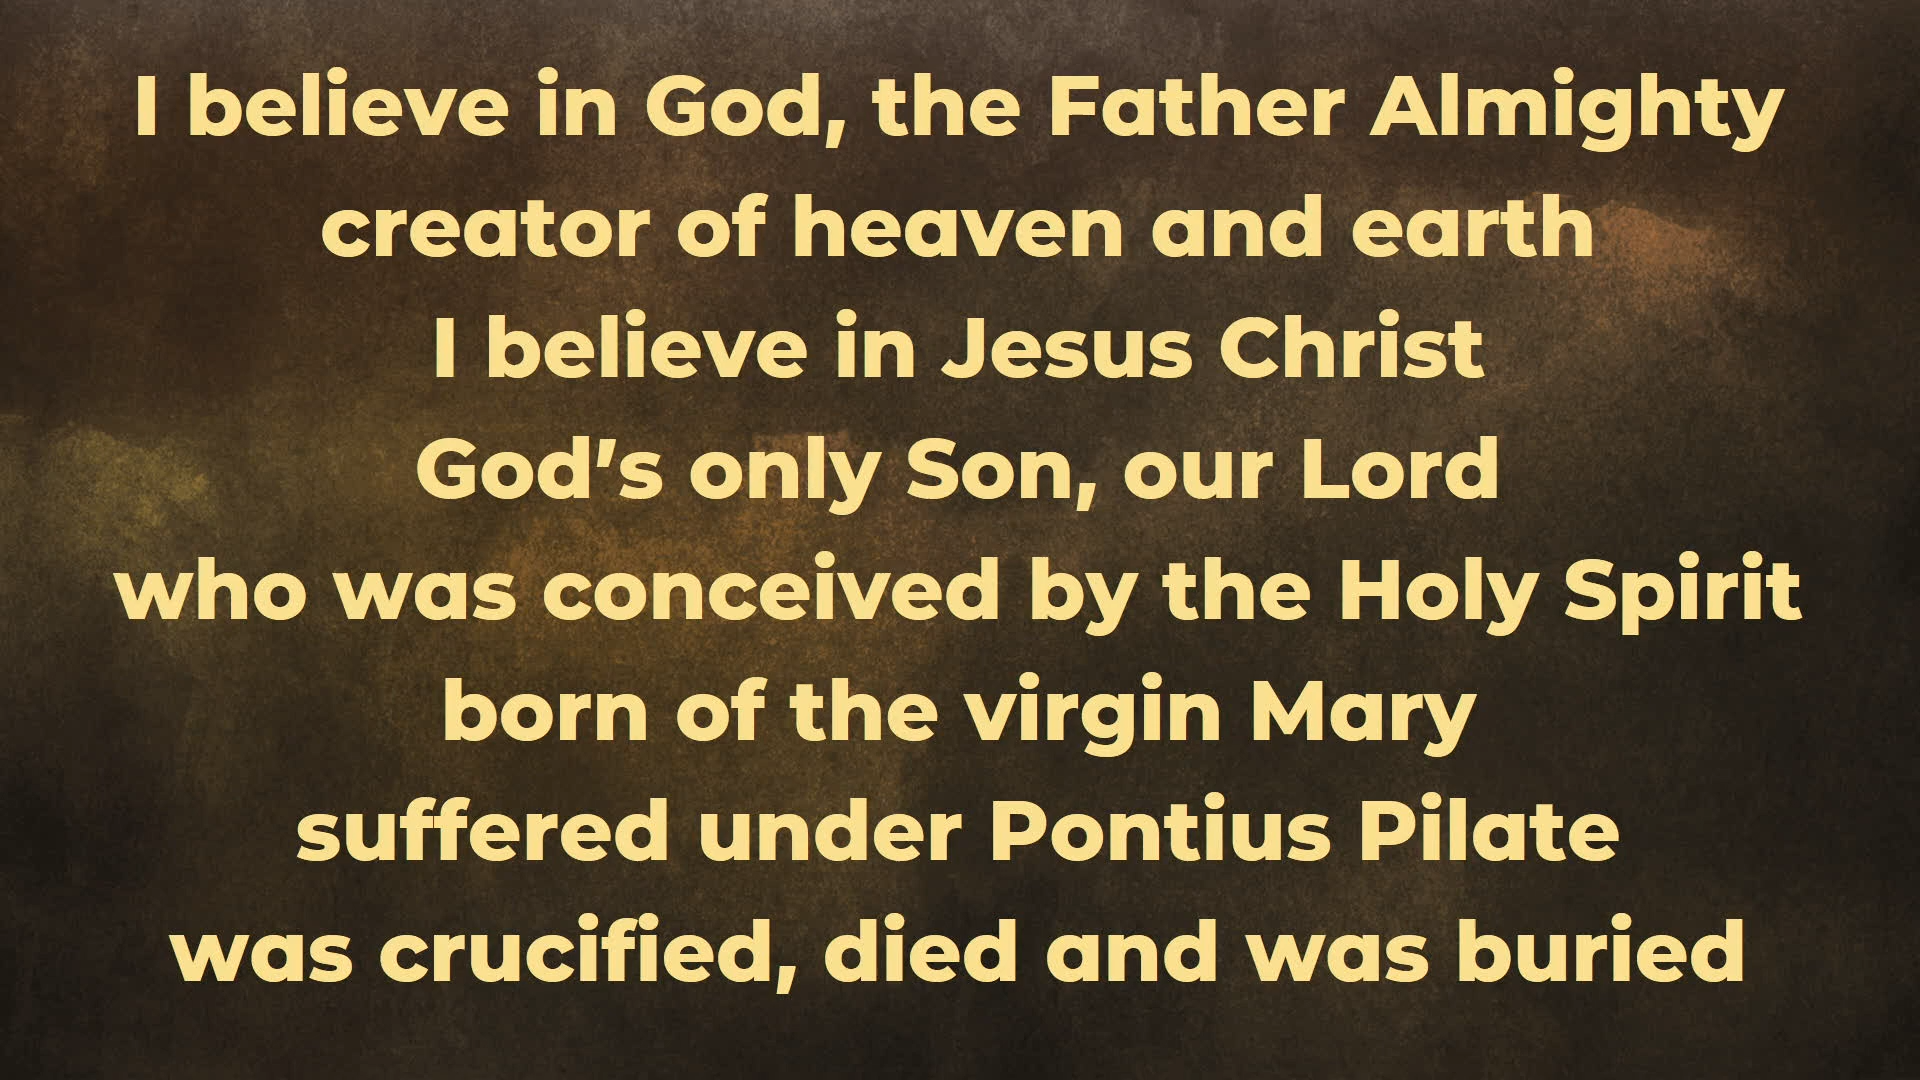 I believe in God, the Father Almighty
creator of heaven and earth
I believe in Jesus Christ
God's only Son, our Lord
who was conceived by the Holy Spirit
born of the virgin Mary
suffered under Pontius Pilate
was crucified, died and was buried